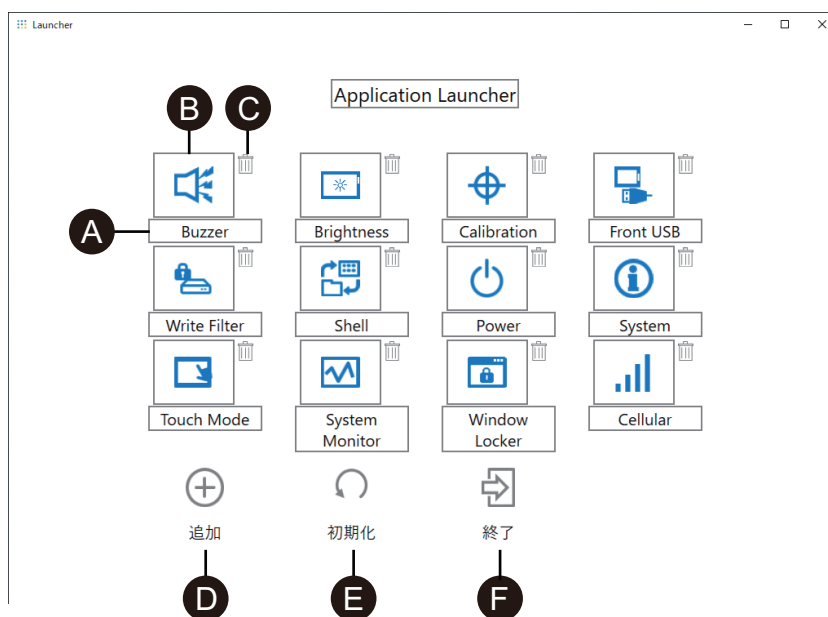 Launcher
Application Launcher
B
C
A
Buzzer
Brightness
Calibration
Front USB
Write Filter
Shell
Power
System
Touch Mode
System
Monitor
Window
Locker
Cellular
追加
初期化
終了
D
E
F